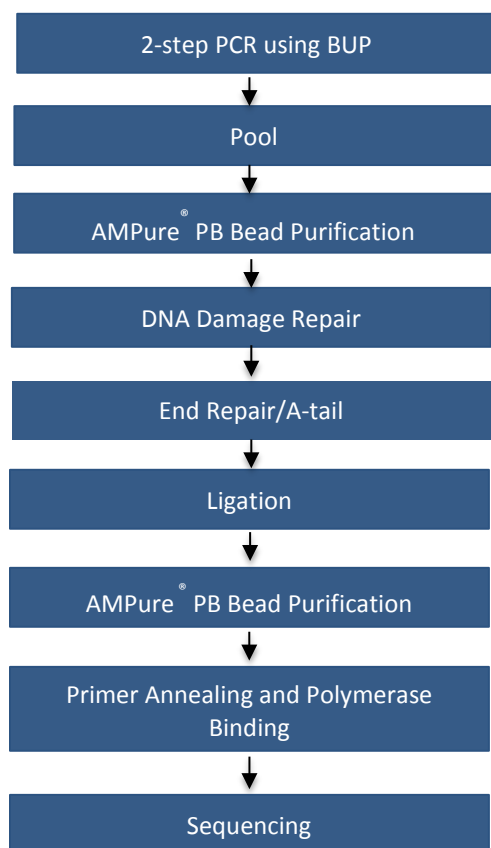 2-step PCR using BUP
Pool
AMPure® PB Bead Purification
DNA Damage Repair
End Repair/A-tail
Ligation
AMPure® PB Bead Purification
Primer Annealing and Polymerase
Binding
Sequencing